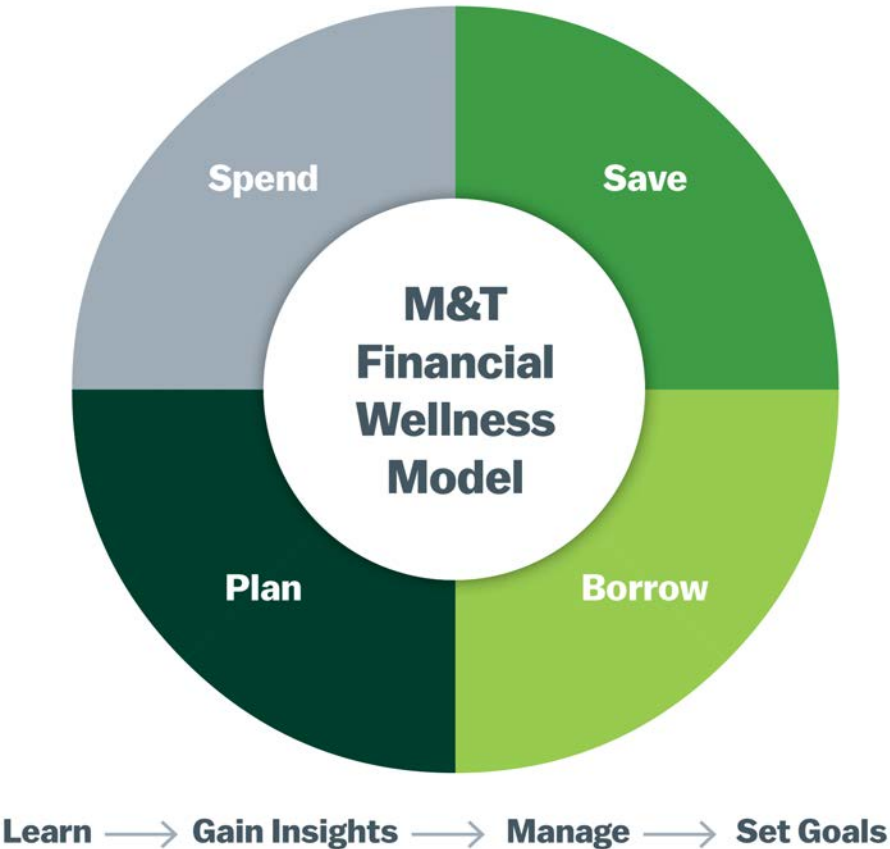 Spend
Save
M&T
Financial
Wellness
Model
Plan
Borrow
Learn → Gain Insights → Manage → Set Goals